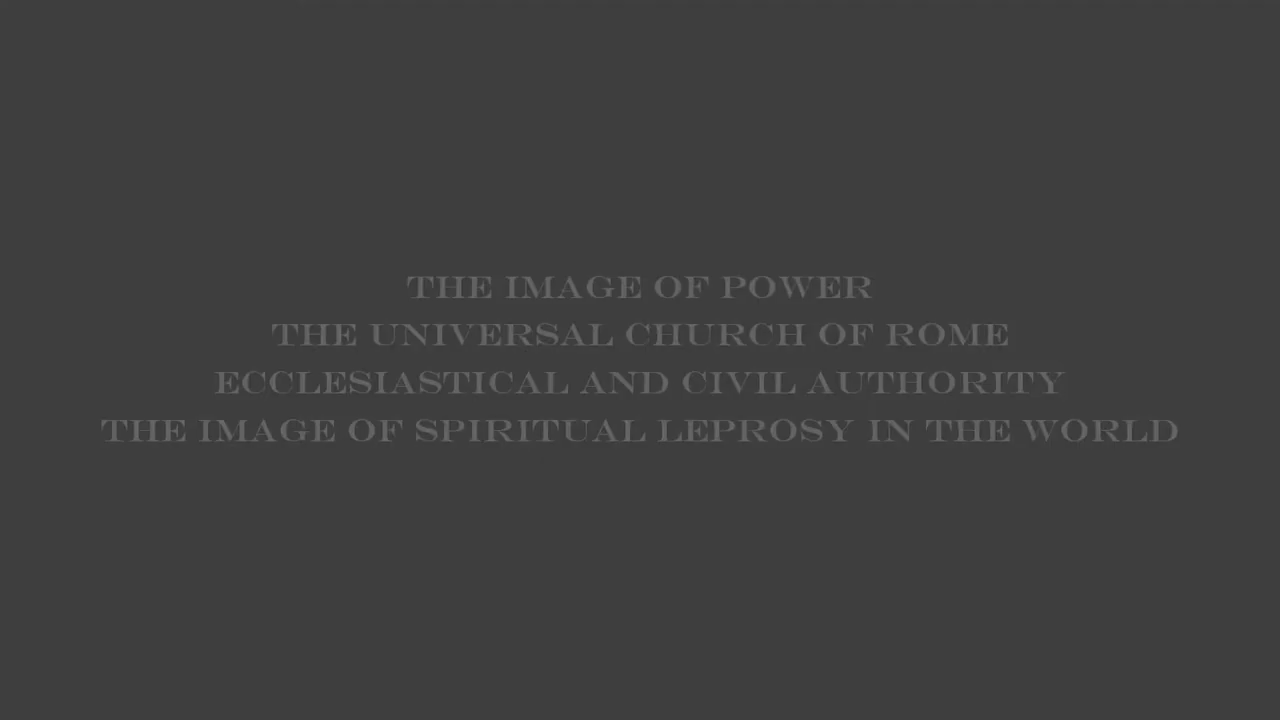 THE IMAGE OF POWER
THE UNIVERSAL CHURCH OF ROME
ECCLESIASTICAL AND CIVIL AUTHORITY
THE IMAGE OF SPIRITUAL LEPROSY IN THE WORLD